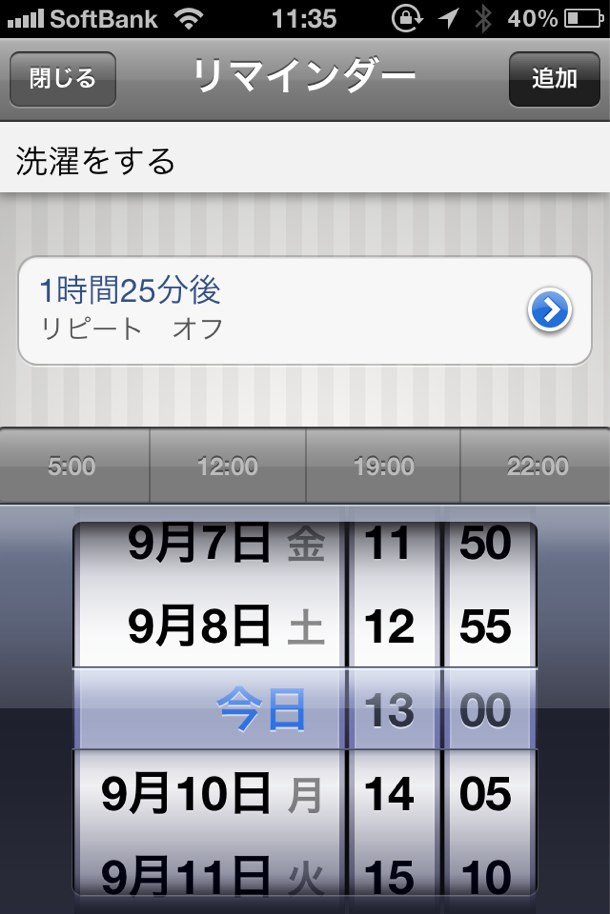 SoftBank 11:35 40%
閉じる リマインダー 追加
洗濯をする
1時間25分後
リピート オフ
5:00 12:00 19:00 22:00
9月7日 金 11 50
9月8日 土 12 55
今日 13 00
9月10日 月 14 05
9月11日 火 15 10